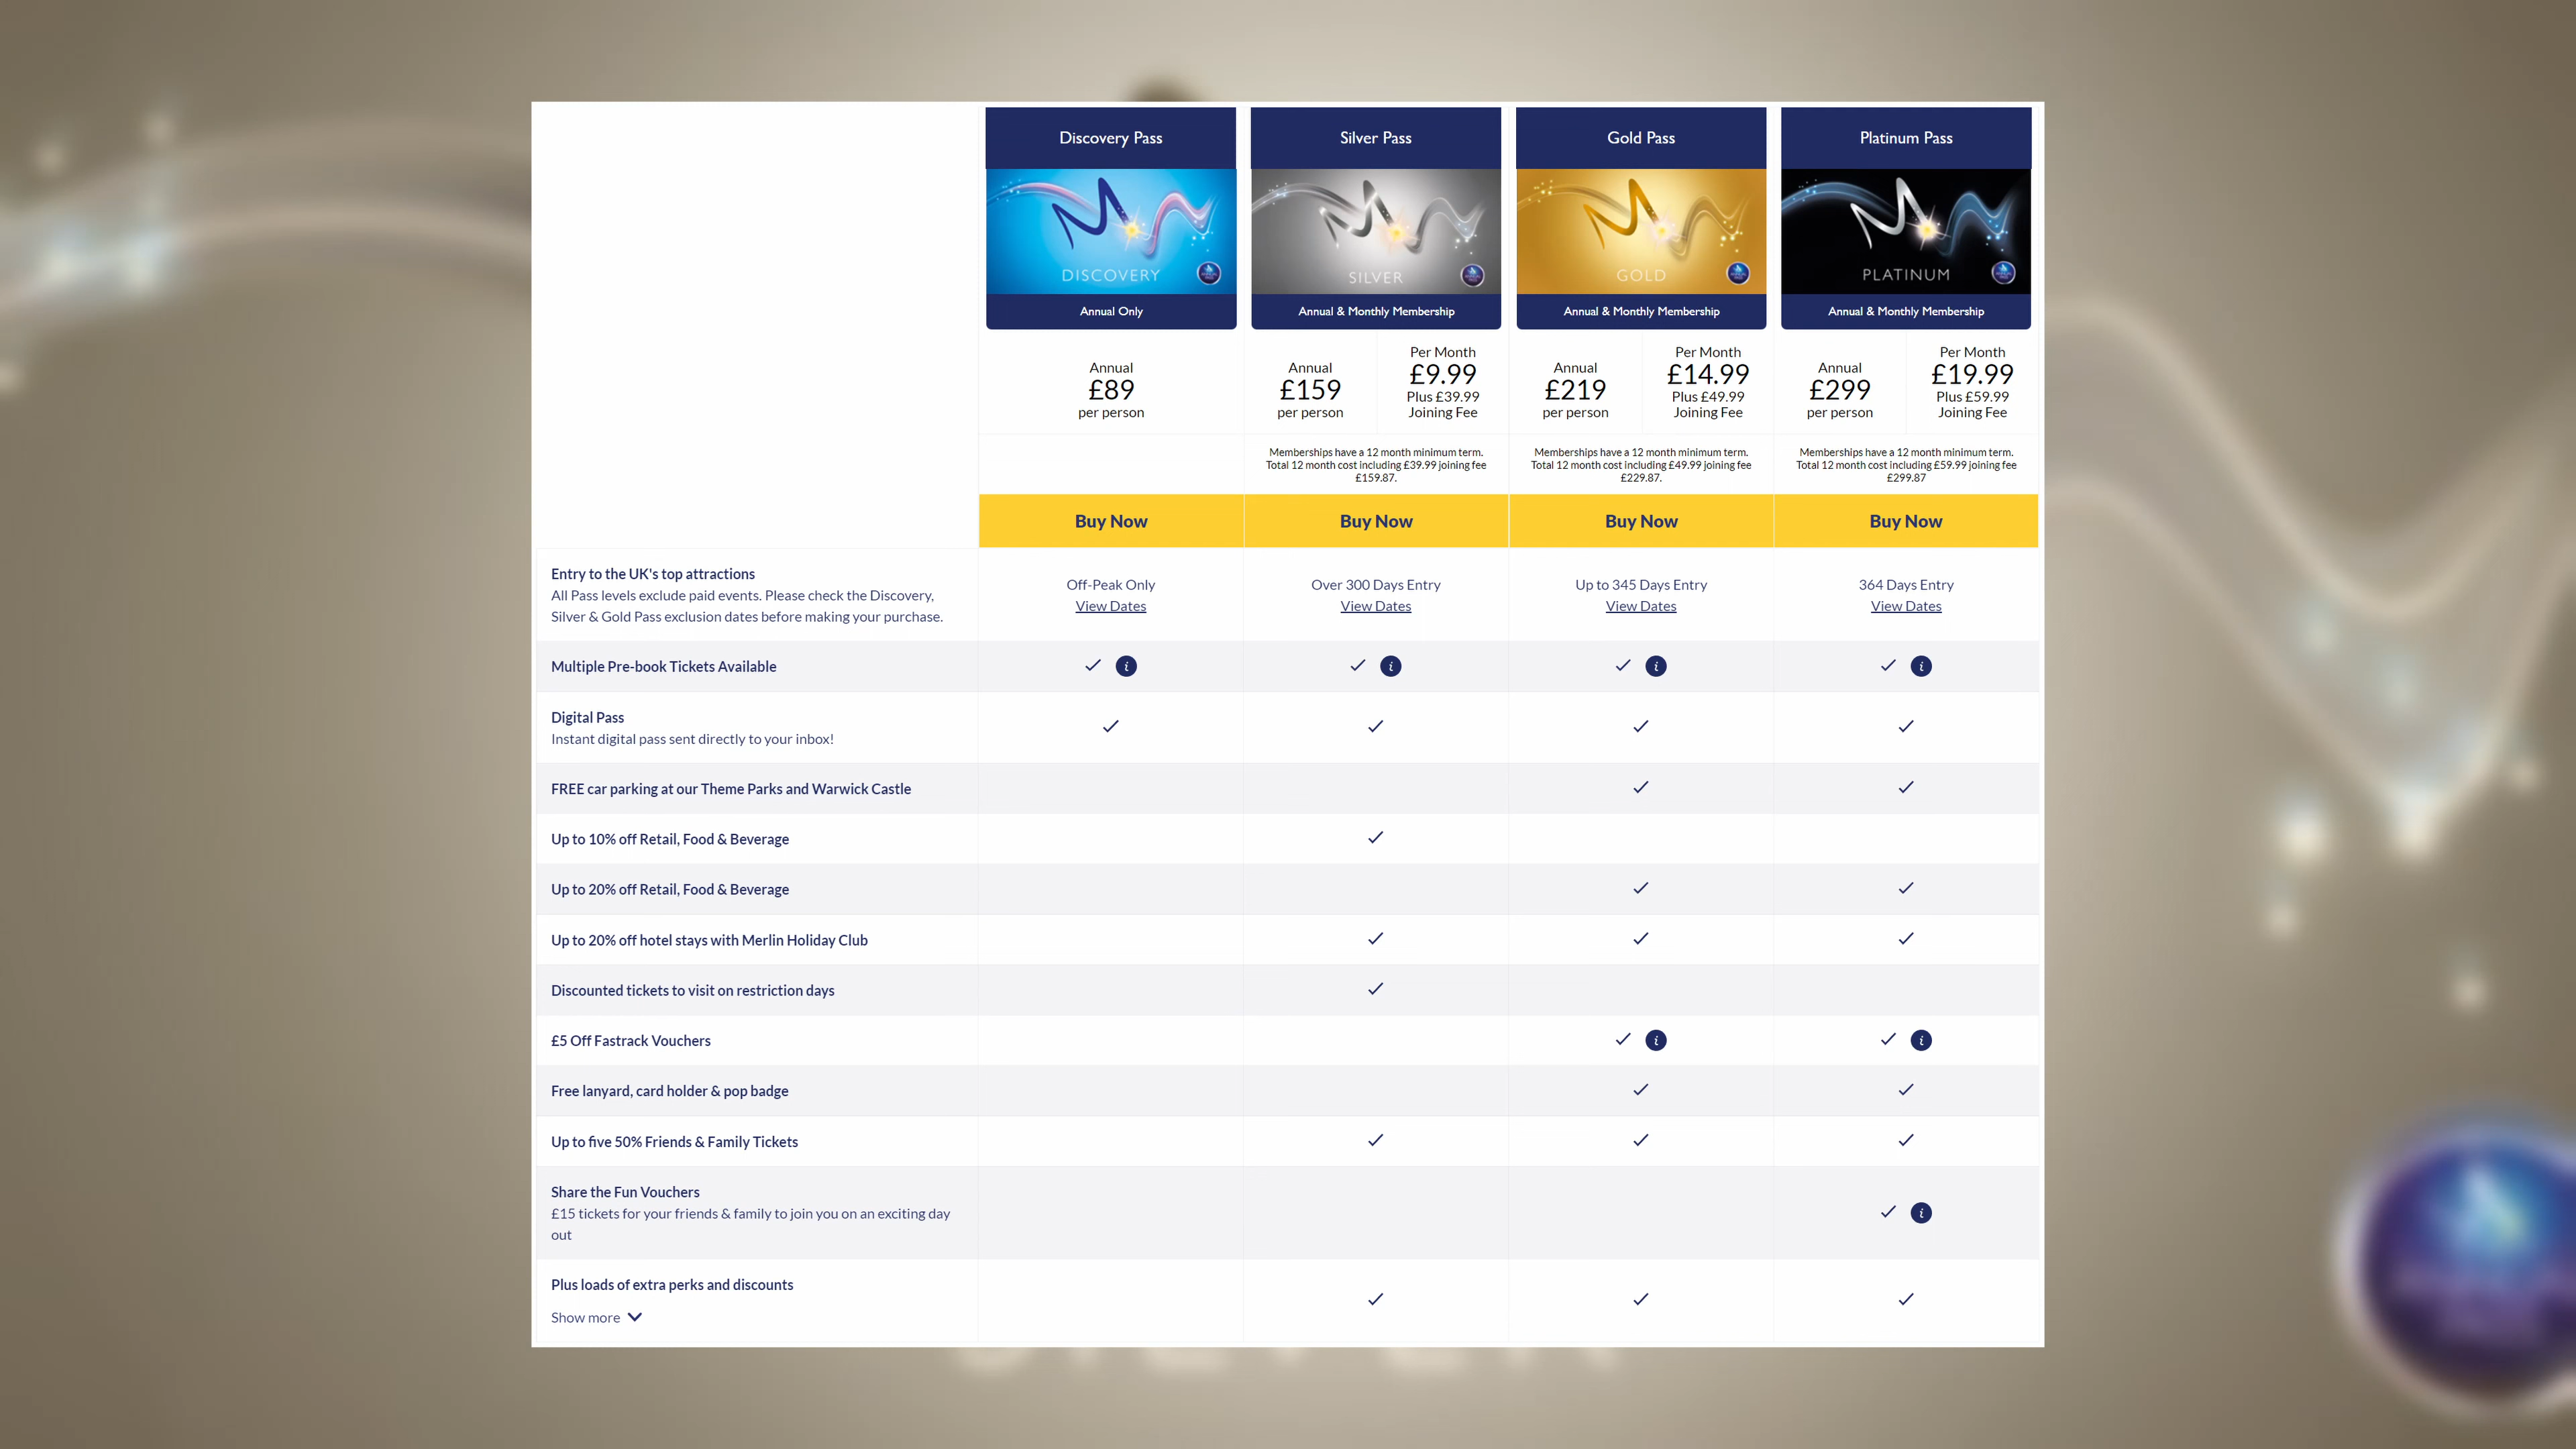 Discovery Pass
Silver Pass
Gold Pass
Platinum Pass
DISCOVERY
SILVER
GOLD
PLATINUM
Annual Only
Annual & Monthly Membership
Annual & Monthly Membership
Annual & Monthly Membership
Annual
£89
per person
Annual
£159
per person
Per Month
£9.99
Plus £39.99
Joining Fee
Annual
£219
per person
Per Month
£14.99
Plus £49.99
Joining Fee
Annual
£299
per person
Per Month
£19.99
Plus £59.99
Joining Fee
Memberships have a 12 month minimum term.
Total 12 month cost including £39.99 joining fee
£159.87.
Memberships have a 12 month minimum term.
Total 12 month cost including £49.99 joining fee
£229.87.
Memberships have a 12 month minimum term.
Total 12 month cost including £59.99 joining fee
£299.87
Buy Now
Buy Now
Buy Now
Buy Now
Entry to the UK's top attractions
All Pass levels exclude paid events. Please check the Discovery,
Silver & Gold Pass exclusion dates before making your purchase.
Off-Peak Only
View Dates
Over 300 Days Entry
View Dates
Up to 345 Days Entry
View Dates
364 Days Entry
View Dates
Multiple Pre-book Tickets Available
i
i
i
i
Digital Pass
Instant digital pass sent directly to your inbox!
FREE car parking at our Theme Parks and Warwick Castle
Up to 10% off Retail, Food & Beverage
Up to 20% off Retail, Food & Beverage
Up to 20% off hotel stays with Merlin Holiday Club
Discounted tickets to visit on restriction days
£5 Off Fastrack Vouchers
i
i
Free lanyard, card holder & pop badge
Up to five 50% Friends & Family Tickets
Share the Fun Vouchers
£15 tickets for your friends & family to join you on an exciting day
out
i
Plus loads of extra perks and discounts
Show more